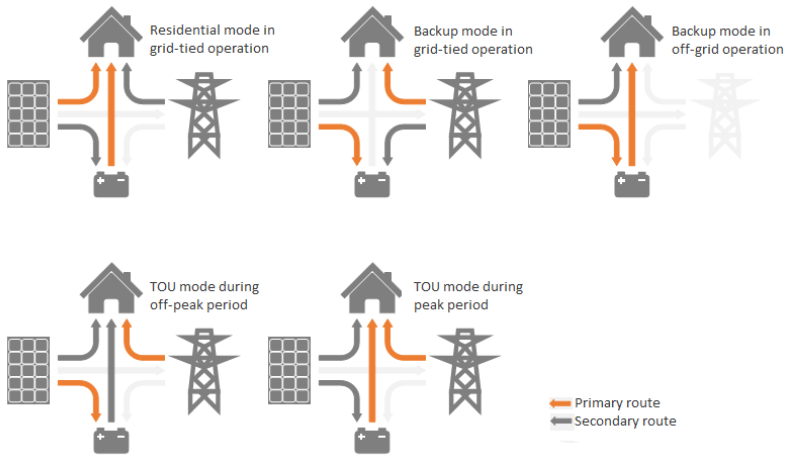 Residential mode in
grid-tied operation
Backup mode in
grid-tied operation
Backup mode in
off-grid operation
TOU mode during
off-peak period
TOU mode during
peak period
Primary route
Secondary route